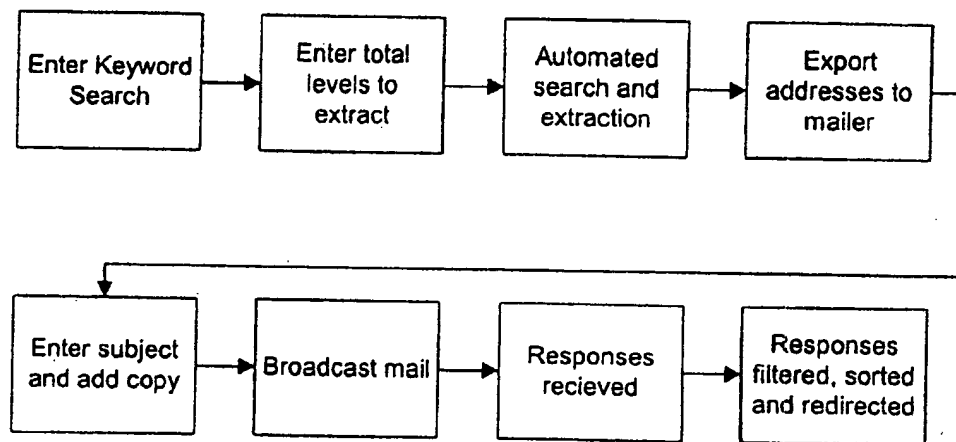 Enter Keyword
Search
Enter total
levels to
extract
Automated
search and
extraction
Export
addresses to
mailer
Enter subject
and add copy
Broadcast mail
Responses
recieved
Responses
filtered, sorted
and redirected